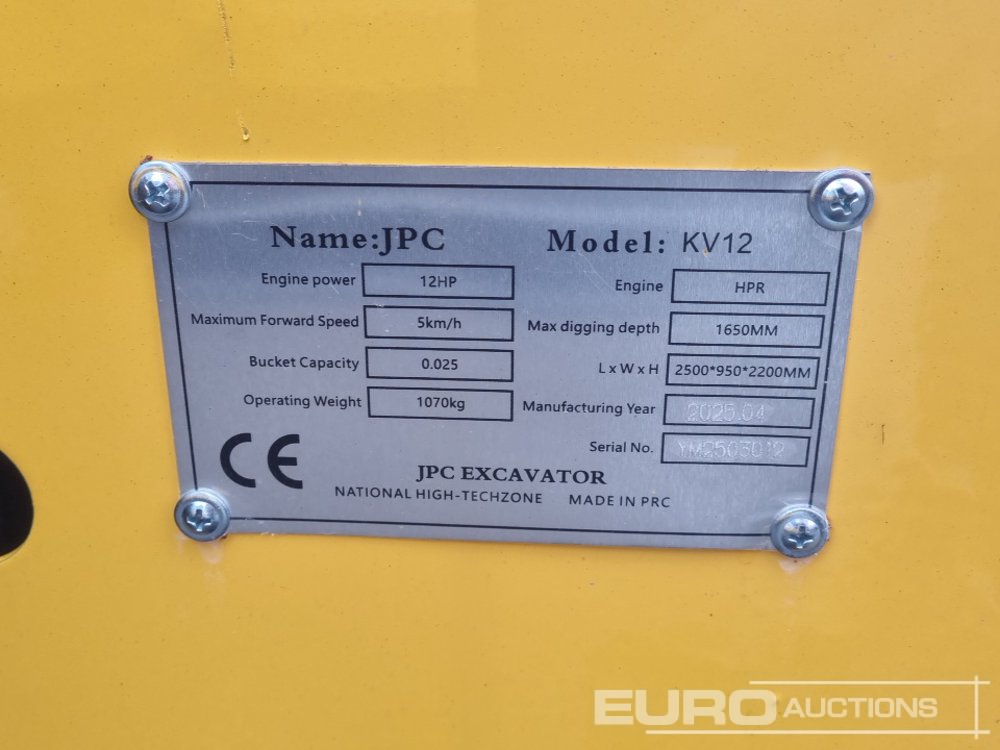 Name:JPC Model: KV12
Engine power 12HP Engine HPR
Maximum Forward Speed 5km/h Max digging depth 1650MM
Bucket Capacity 0.025 L x W x H 2500*950*2200MM
Operating Weight 1070kg Manufacturing Year 2025.04
Serial No. YM2503012
CE
JPC EXCAVATOR
NATIONAL HIGH-TECHZONE MADE IN PRC
EURO AUCTIONS